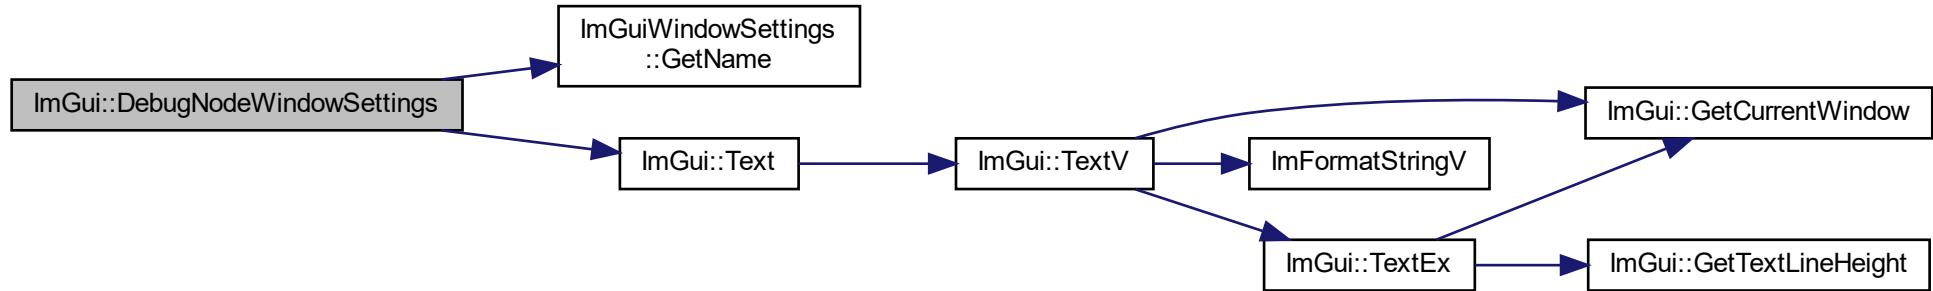 ImGuiWindowSettings
::GetName
ImGui::DebugNodeWindowSettings
ImGui::GetCurrentWindow
ImGui::Text
ImGui::TextV
ImFormatStringV
ImGui::TextEx
ImGui::GetTextLineHeight